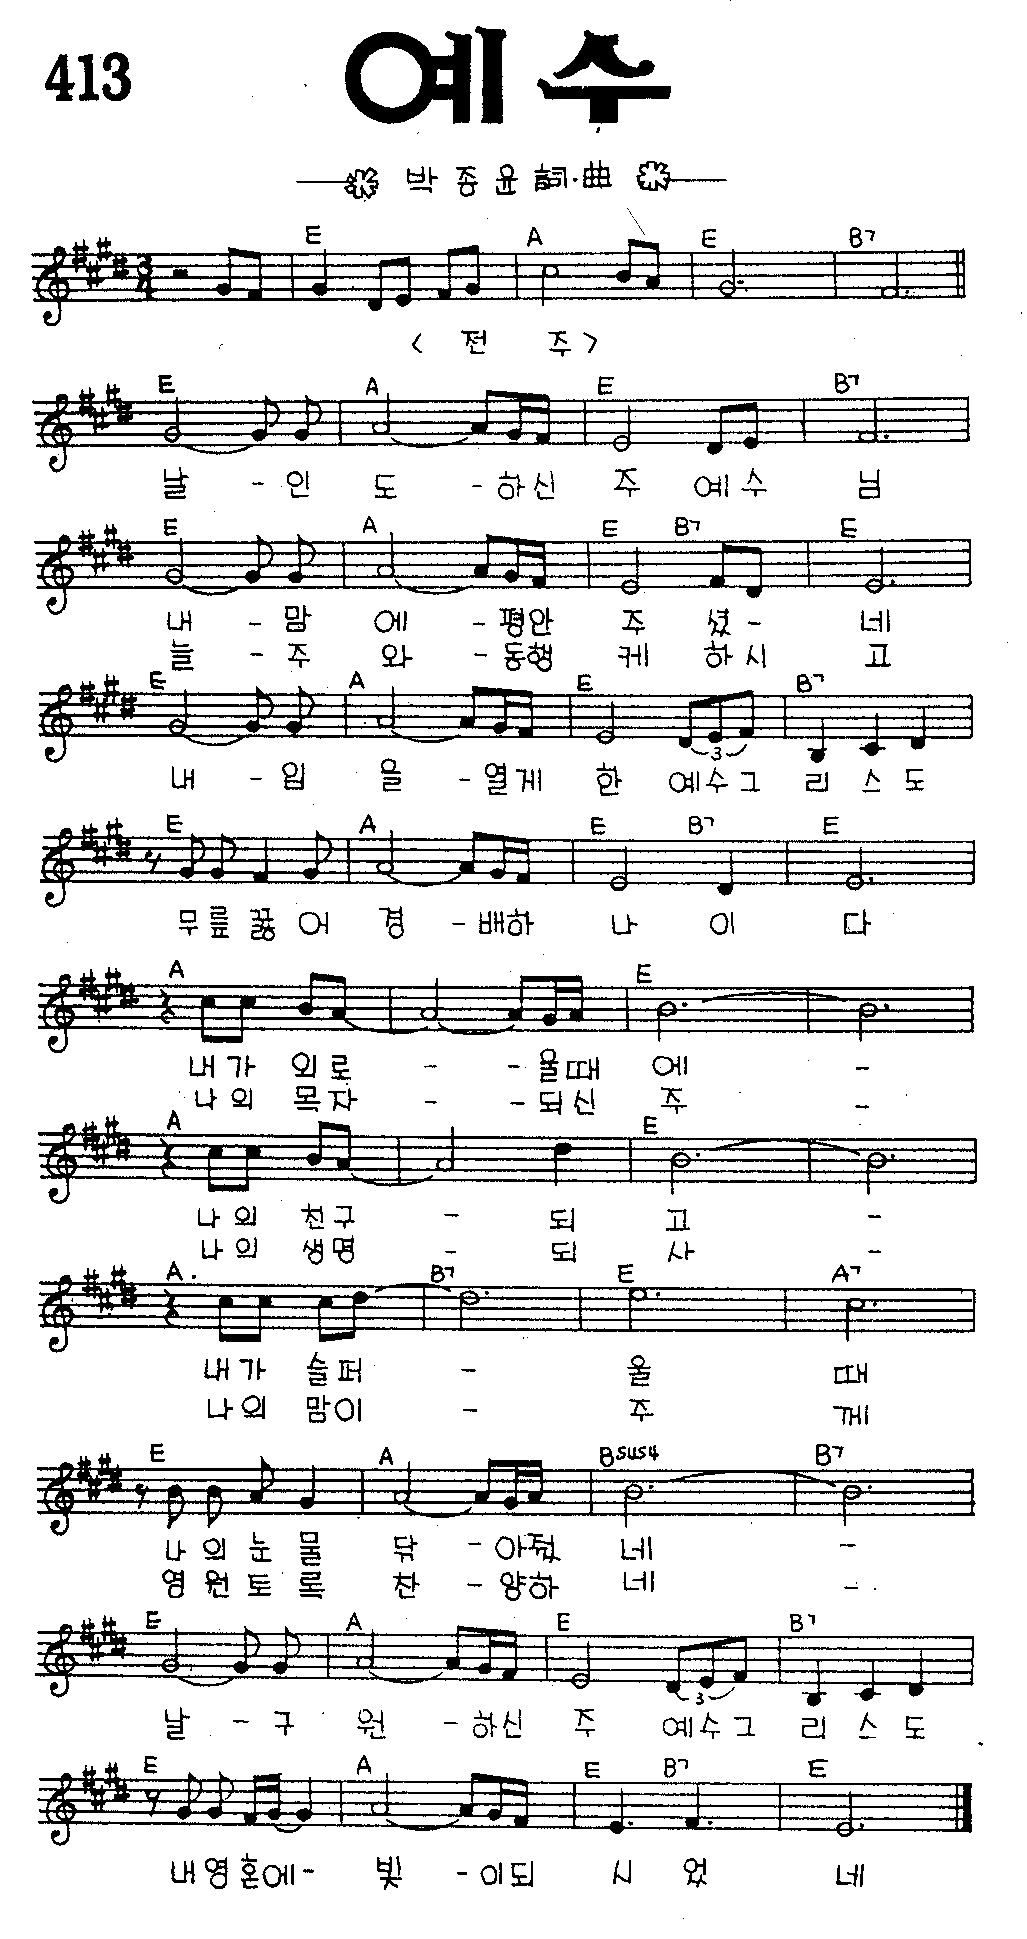 413
예수
박종윤 詞·曲
E A E B7
3/4
<전 주>
E A E B7
날 - 인 도 - 하신 주 예수 님
E A E B7 E
내 - 맘 에 - 평안 주 셨 - 네
늘 - 주 와 - 동행 케 하시 고
E A E B7
3
내 - 입 을 - 열게 한 예수그 리 스 도
E A E B7 E
무릎 꿇어 경 - 배하 나 이 다
A E
내가 외로 - - 울때 에 -
나의 목자 - - 되신 주 -
A E
나의 친구 - 되 고 -
나의 생명 - 되 사 -
A B7 E A7
내가 슬퍼 - 울 때
나의 맘이 - 주 께
E A Bsus4 B7
나의눈물 닦 - 아줬 네 -
영원토록 찬 - 양하 네 -
E A E B7
3
날 - 구 원 - 하신 주 예수그 리 스 도
E A E B7 E
내영혼에 - 빛 - 이되 시 었 네